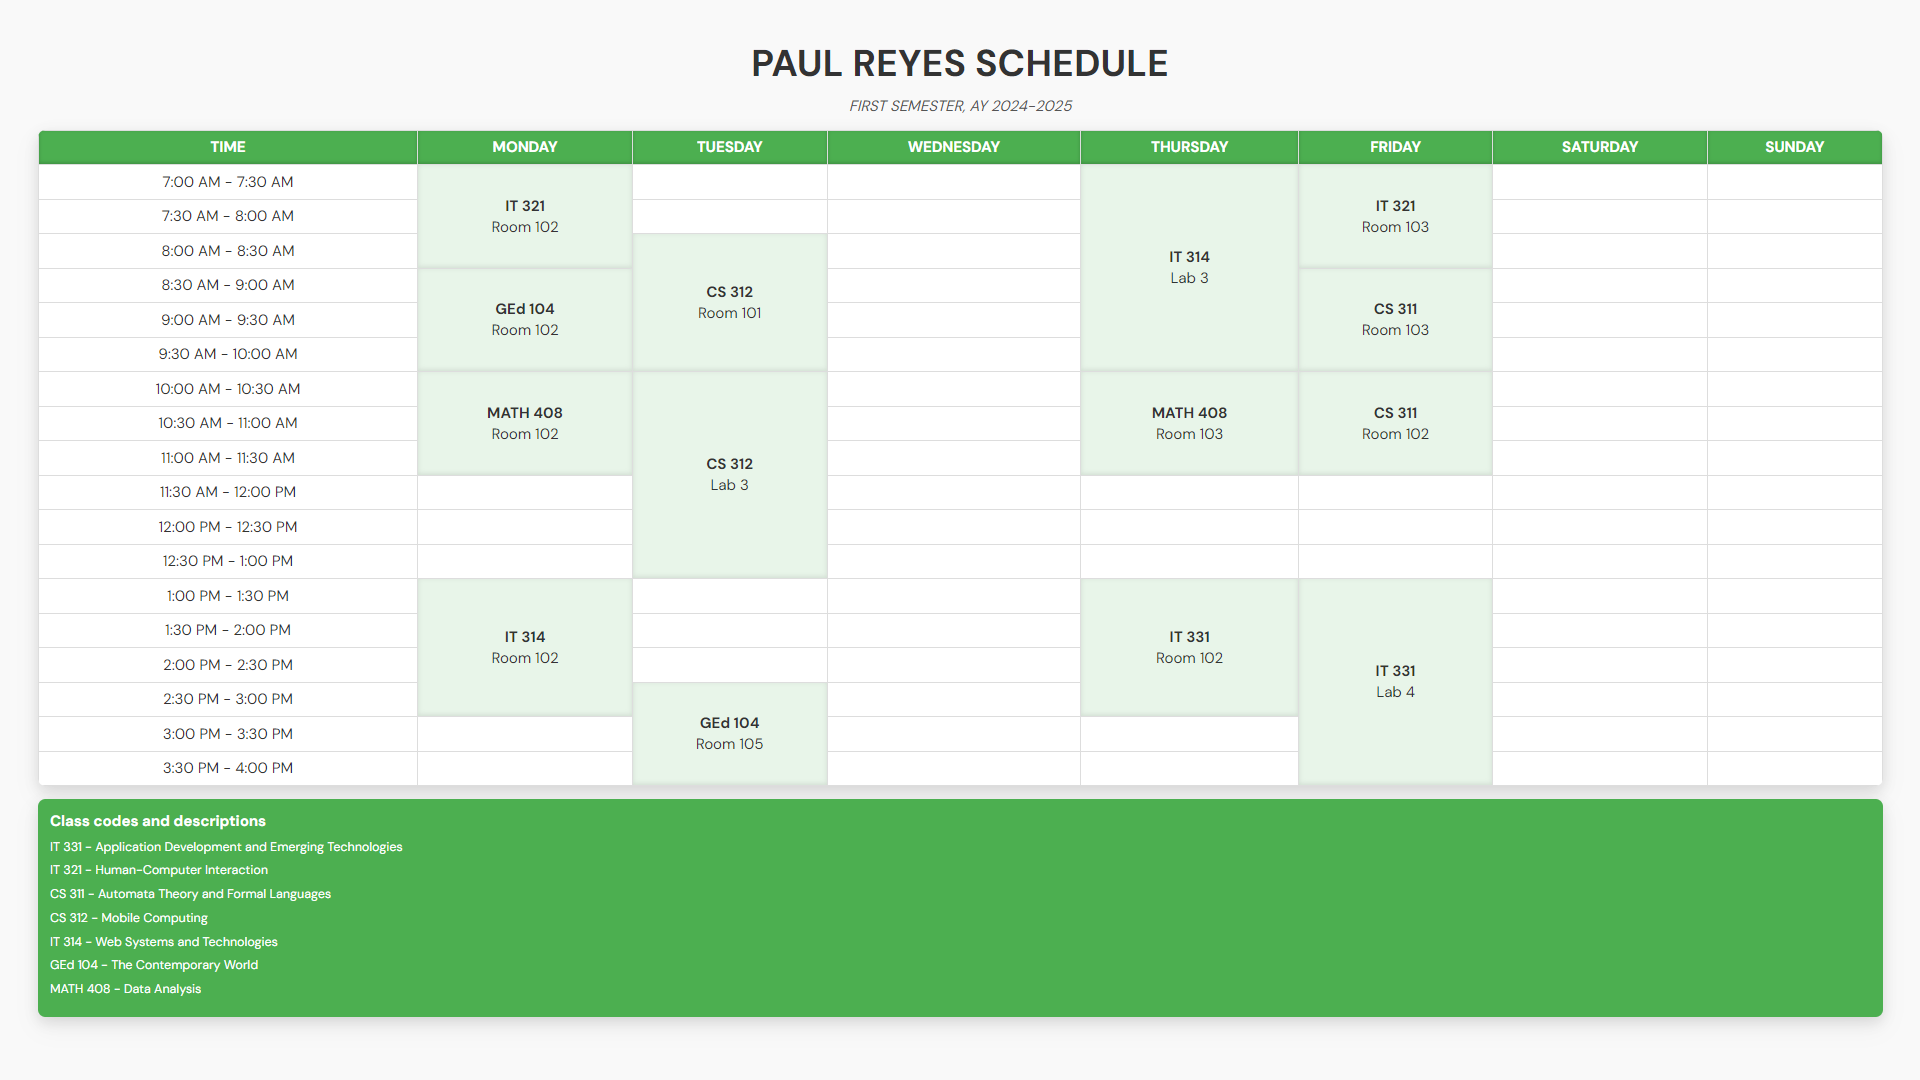 PAUL REYES SCHEDULE
FIRST SEMESTER, AY 2024-2025
TIME MONDAY TUESDAY WEDNESDAY THURSDAY FRIDAY SATURDAY SUNDAY
7:00 AM - 7:30 AM
IT 321
Room 102
IT 314
Lab 3
IT 321
Room 103
7:30 AM - 8:00 AM
8:00 AM - 8:30 AM
CS 312
Room 101
8:30 AM - 9:00 AM
GEd 104
Room 102
CS 311
Room 103
9:00 AM - 9:30 AM
9:30 AM - 10:00 AM
10:00 AM - 10:30 AM
MATH 408
Room 102
CS 312
Lab 3
MATH 408
Room 103
CS 311
Room 102
10:30 AM - 11:00 AM
11:00 AM - 11:30 AM
11:30 AM - 12:00 PM
12:00 PM - 12:30 PM
12:30 PM - 1:00 PM
1:00 PM - 1:30 PM
IT 314
Room 102
IT 331
Room 102
IT 331
Lab 4
1:30 PM - 2:00 PM
2:00 PM - 2:30 PM
2:30 PM - 3:00 PM
GEd 104
Room 105
3:00 PM - 3:30 PM
3:30 PM - 4:00 PM
Class codes and descriptions
IT 331 - Application Development and Emerging Technologies
IT 321 - Human-Computer Interaction
CS 311 - Automata Theory and Formal Languages
CS 312 - Mobile Computing
IT 314 - Web Systems and Technologies
GEd 104 - The Contemporary World
MATH 408 - Data Analysis